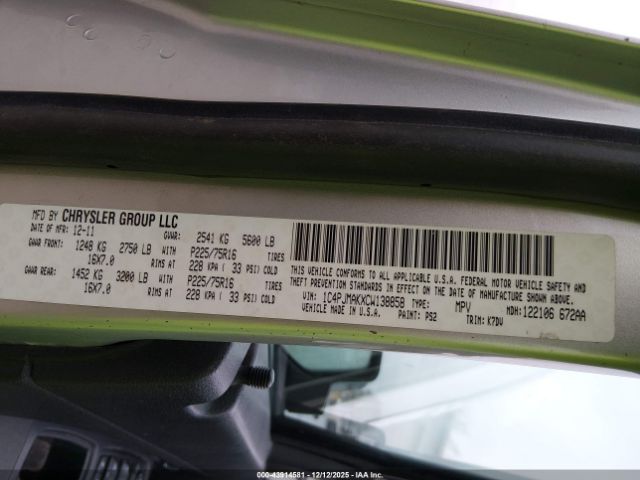 MFD BY CHRYSLER GROUP LLC
DATE OF MFR: 12-11 GVWR: 2541 KG 5600 LB
GAWR FRONT: 1248 KG 2750 LB WITH P225/75R16 TIRES
16X7.0 RIMS AT 228 KPA ( 33 PSI) COLD
GAWR REAR: 1452 KG 3200 LB WITH P225/75R16 TIRES
16X7.0 RIMS AT 228 KPA ( 33 PSI) COLD
THIS VEHICLE CONFORMS TO ALL APPLICABLE U.S.A. FEDERAL MOTOR VEHICLE SAFETY, BUMPER AND
THEFT PREVENTION STANDARDS IN EFFECT ON THE DATE OF MANUFACTURE SHOWN ABOVE.
VIN: 1C4PJMAKXCW138858 TYPE: MPV MDH: 122106 672AA
VEHICLE MADE IN U.S.A. PAINT: PS2 TRIM: K7DV
000-43914581 - 12/12/2025 - IAAI.COM